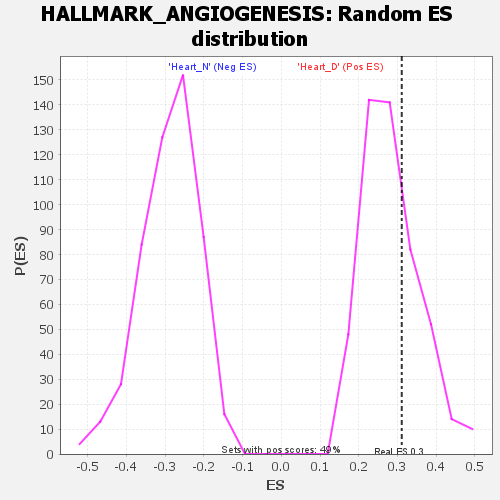 HALLMARK_ANGIOGENESIS: Random ES
distribution
'Heart_N' (Neg ES)
'Heart_D' (Pos ES)
150
140
130
120
110
100
90
80
70
60
50
40
30
20
10
0
P(ES)
Sets with pos scores: 49%
Real ES 0.3
-0.5 -0.4 -0.3 -0.2 -0.1 0.0 0.1 0.2 0.3 0.4 0.5
ES